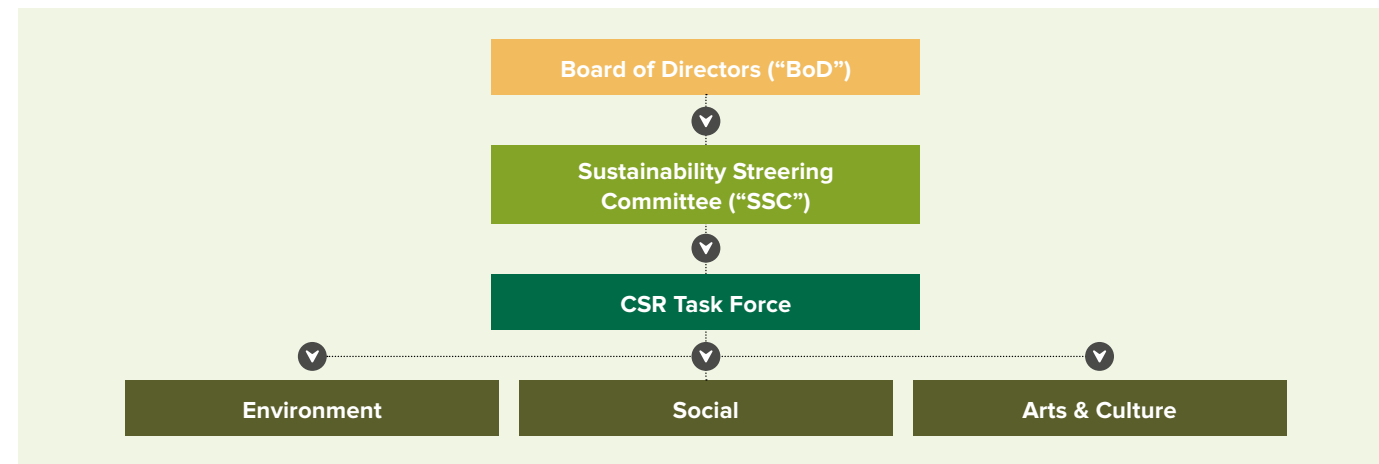 Board of Directors (“BoD”)
Sustainability Streering
Committee (“SSC”)
CSR Task Force
Environment
Social
Arts & Culture